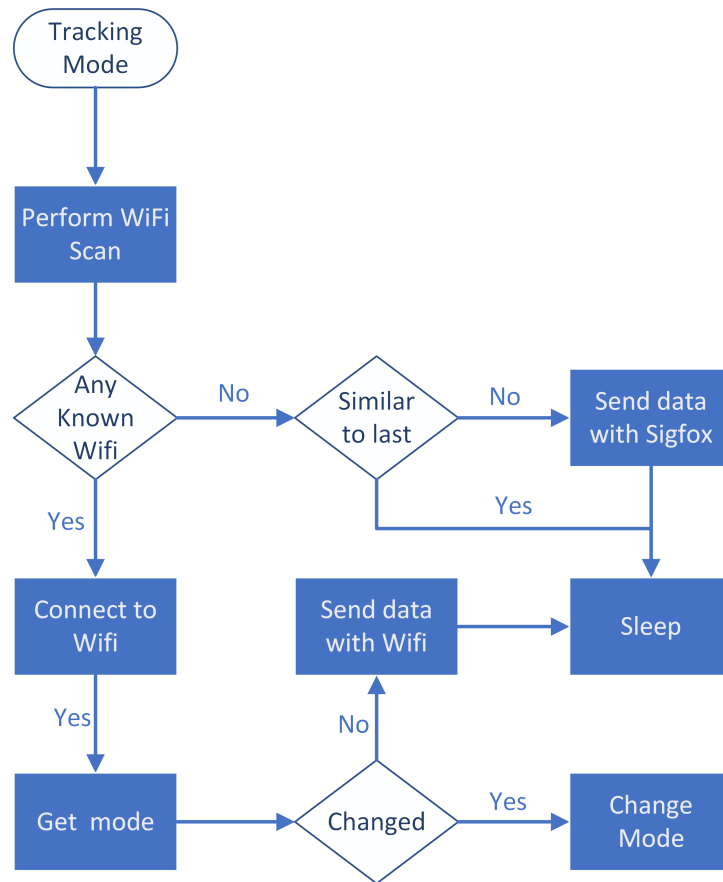 Tracking
Mode
Perform WiFi
Scan
Any
Known
Wifi
No
Similar
to last
No
Send data
with Sigfox
Yes
Yes
Connect to
Wifi
Send data
with Wifi
Sleep
Yes
No
Get mode
Changed
Yes
Change
Mode